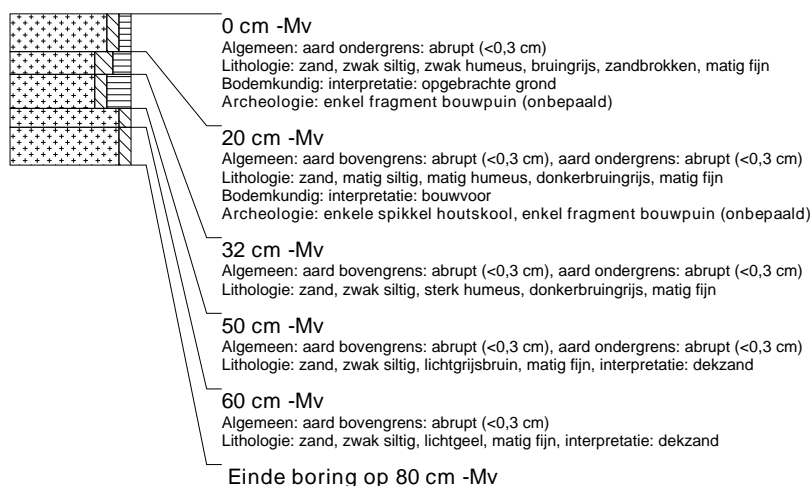 0 cm -Mv
Algemeen: aard ondergrens: abrupt (<0,3 cm)
Lithologie: zand, zwak siltig, zwak humeus, bruingrijs, zandbrokken, matig fijn
Bodemkundig: interpretatie: opgebrachte grond
Archeologie: enkel fragment bouwpuin (onbepaald)
20 cm -Mv
Algemeen: aard bovengrens: abrupt (<0,3 cm), aard ondergrens: abrupt (<0,3 cm)
Lithologie: zand, matig siltig, matig humeus, donkerbruingrijs, matig fijn
Bodemkundig: interpretatie: bouwvoor
Archeologie: enkele spikkel houtskool, enkel fragment bouwpuin (onbepaald)
32 cm -Mv
Algemeen: aard bovengrens: abrupt (<0,3 cm), aard ondergrens: abrupt (<0,3 cm)
Lithologie: zand, zwak siltig, sterk humeus, donkerbruingrijs, matig fijn
50 cm -Mv
Algemeen: aard bovengrens: abrupt (<0,3 cm), aard ondergrens: abrupt (<0,3 cm)
Lithologie: zand, zwak siltig, lichtgrijsbruin, matig fijn, interpretatie: dekzand
60 cm -Mv
Algemeen: aard bovengrens: abrupt (<0,3 cm)
Lithologie: zand, zwak siltig, lichtgeel, matig fijn, interpretatie: dekzand
Einde boring op 80 cm -Mv